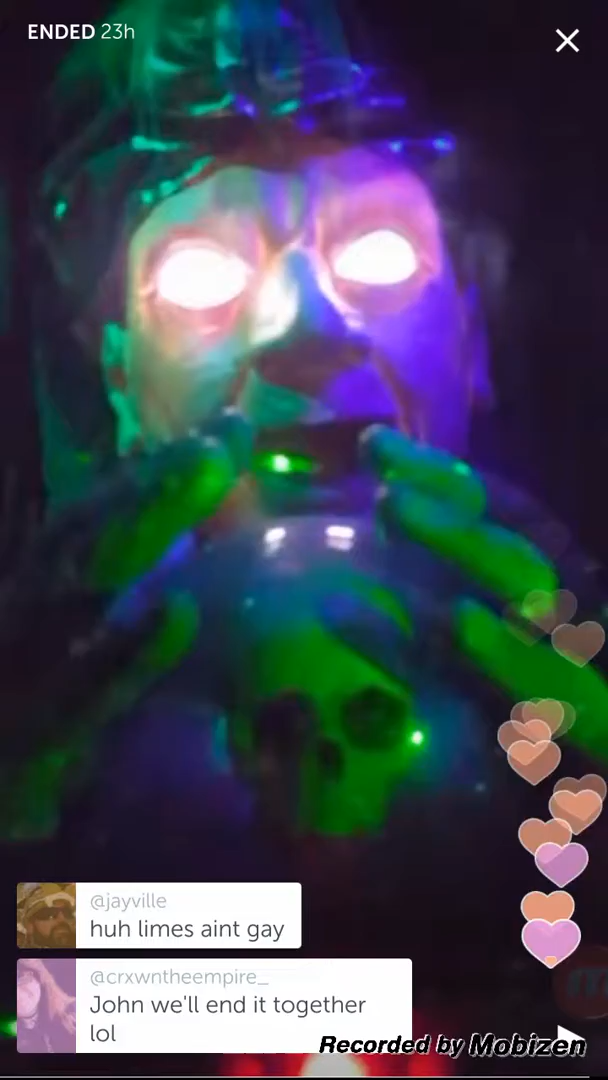 ENDED 23h
@jayville
huh limes aint gay
@crxwntheempire_
John we'll end it together
lol
Recorded by Mobizen